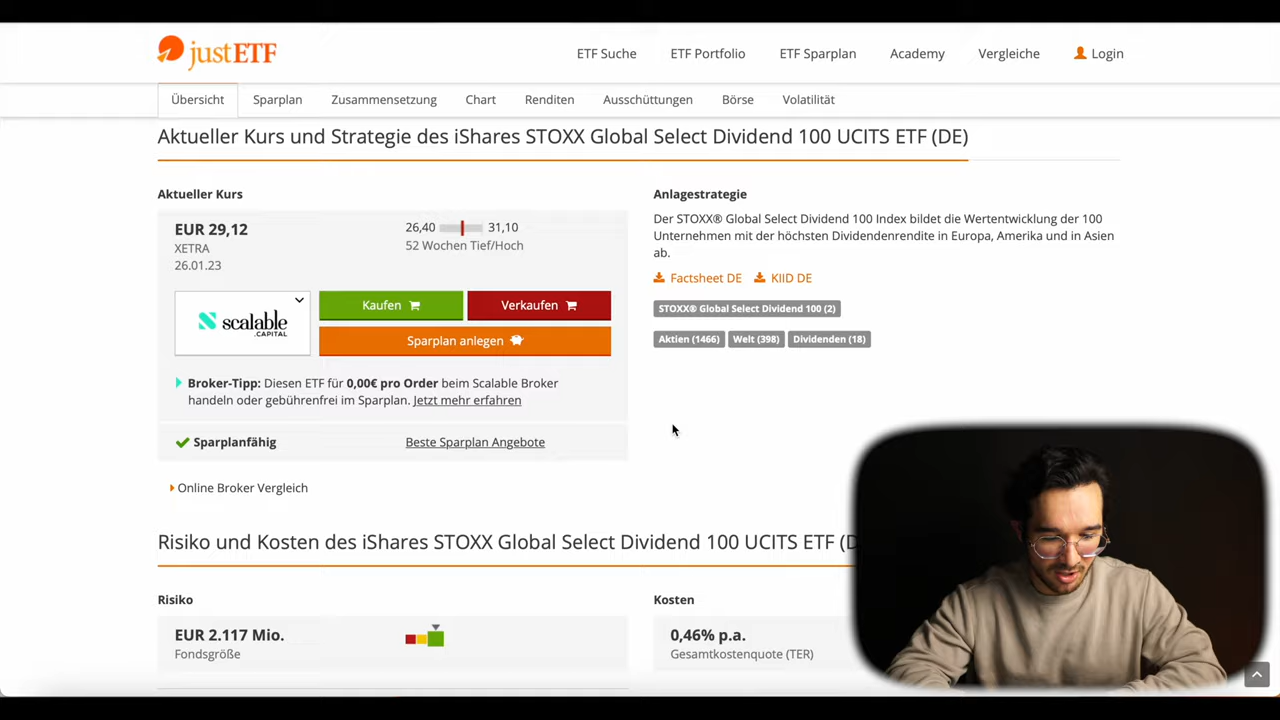 justETF
ETF Suche
ETF Portfolio
ETF Sparplan
Academy
Vergleiche
Login
Übersicht
Sparplan
Zusammensetzung
Chart
Renditen
Ausschüttungen
Börse
Volatilität
Aktueller Kurs und Strategie des iShares STOXX Global Select Dividend 100 UCITS ETF (DE)
Aktueller Kurs
EUR 29,12
XETRA
26.01.23
26,40
31,10
52 Wochen Tief/Hoch
scalable
CAPITAL
Kaufen
Verkaufen
Sparplan anlegen
Broker-Tipp: Diesen ETF für 0,00€ pro Order beim Scalable Broker
handeln oder gebührenfrei im Sparplan. Jetzt mehr erfahren
Sparplanfähig
Beste Sparplan Angebote
Online Broker Vergleich
Anlagestrategie
Der STOXX® Global Select Dividend 100 Index bildet die Wertentwicklung der 100
Unternehmen mit der höchsten Dividendenrendite in Europa, Amerika und in Asien
ab.
Factsheet DE
KIID DE
STOXX® Global Select Dividend 100 (2)
Aktien (1466)
Welt (398)
Dividenden (18)
Risiko und Kosten des iShares STOXX Global Select Dividend 100 UCITS ETF (D
Risiko
EUR 2.117 Mio.
Fondsgröße
Kosten
0,46% p.a.
Gesamtkostenquote (TER)